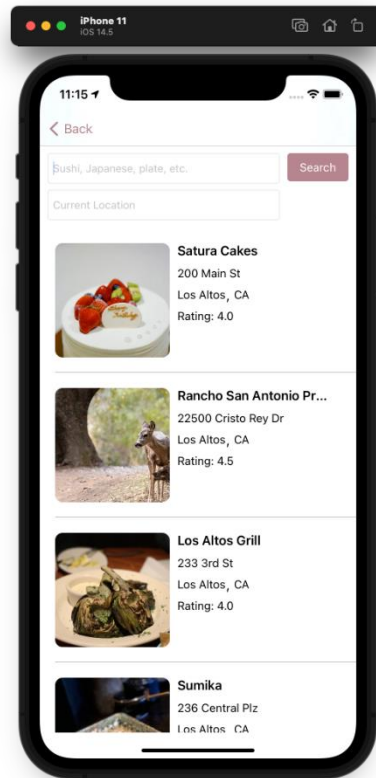 iPhone 11
iOS 14.5
11:15
Back
Sushi, Japanese, plate, etc.
Search
Current Location
Satura Cakes
200 Main St
Los Altos, CA
Rating: 4.0
Rancho San Antonio Pr...
22500 Cristo Rey Dr
Los Altos, CA
Rating: 4.5
Los Altos Grill
233 3rd St
Los Altos, CA
Rating: 4.0
Sumika
236 Central Plz
Los Altos, CA